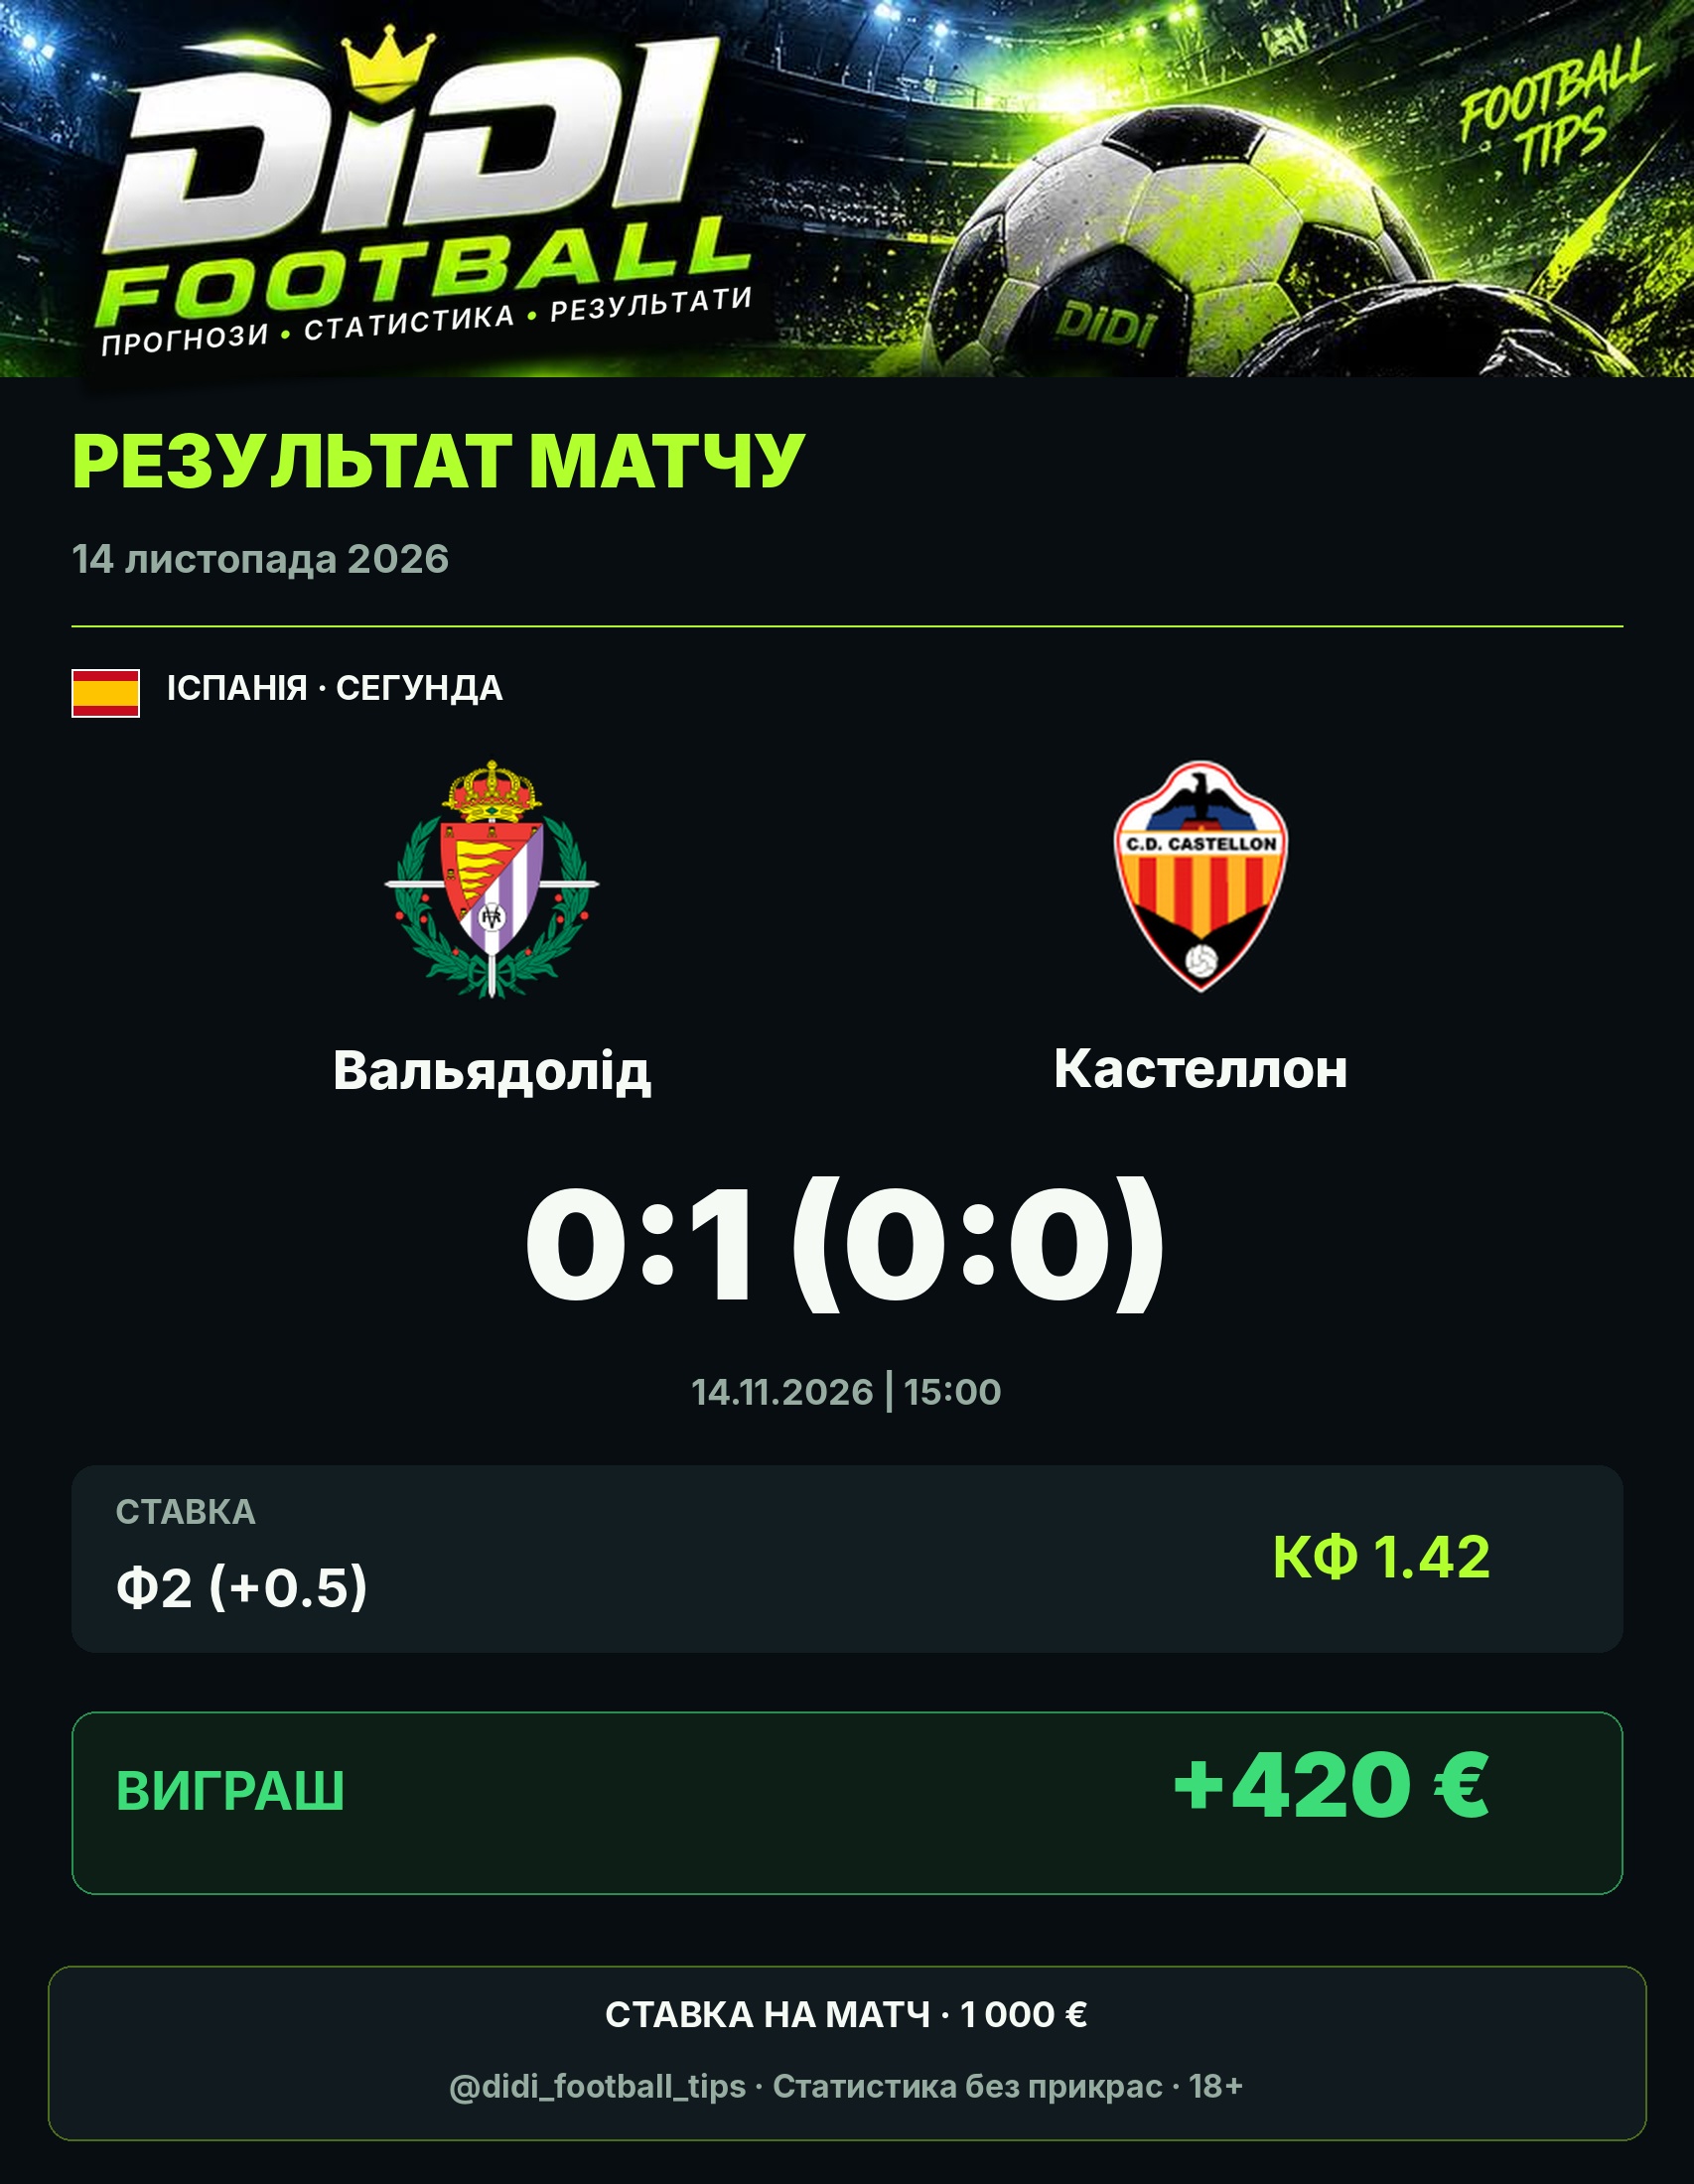 DIDI
FOOTBALL
ПРОГНОЗИ • СТАТИСТИКА • РЕЗУЛЬТАТИ
FOOTBALL
TIPS
DIDI
РЕЗУЛЬТАТ МАТЧУ
14 листопада 2026
ІСПАНІЯ · СЕГУНДА
C.D. CASTELLON
Вальядолід
Кастеллон
0:1 (0:0)
14.11.2026 | 15:00
СТАВКА
Ф2 (+0.5)
КФ 1.42
ВИГРАШ
+420 €
СТАВКА НА МАТЧ · 1 000 €
@didi_football_tips · Статистика без прикрас · 18+